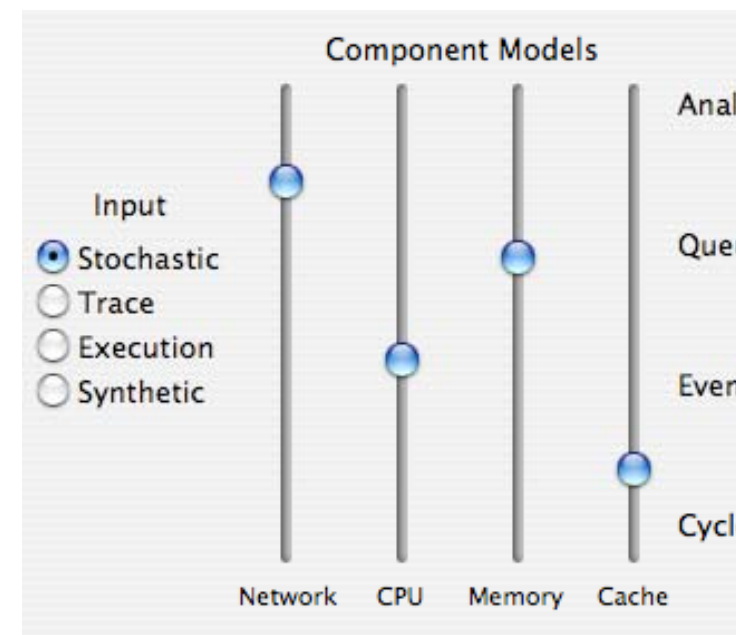 Component Models
Input
Stochastic
Trace
Execution
Synthetic
Network
CPU
Memory
Cache